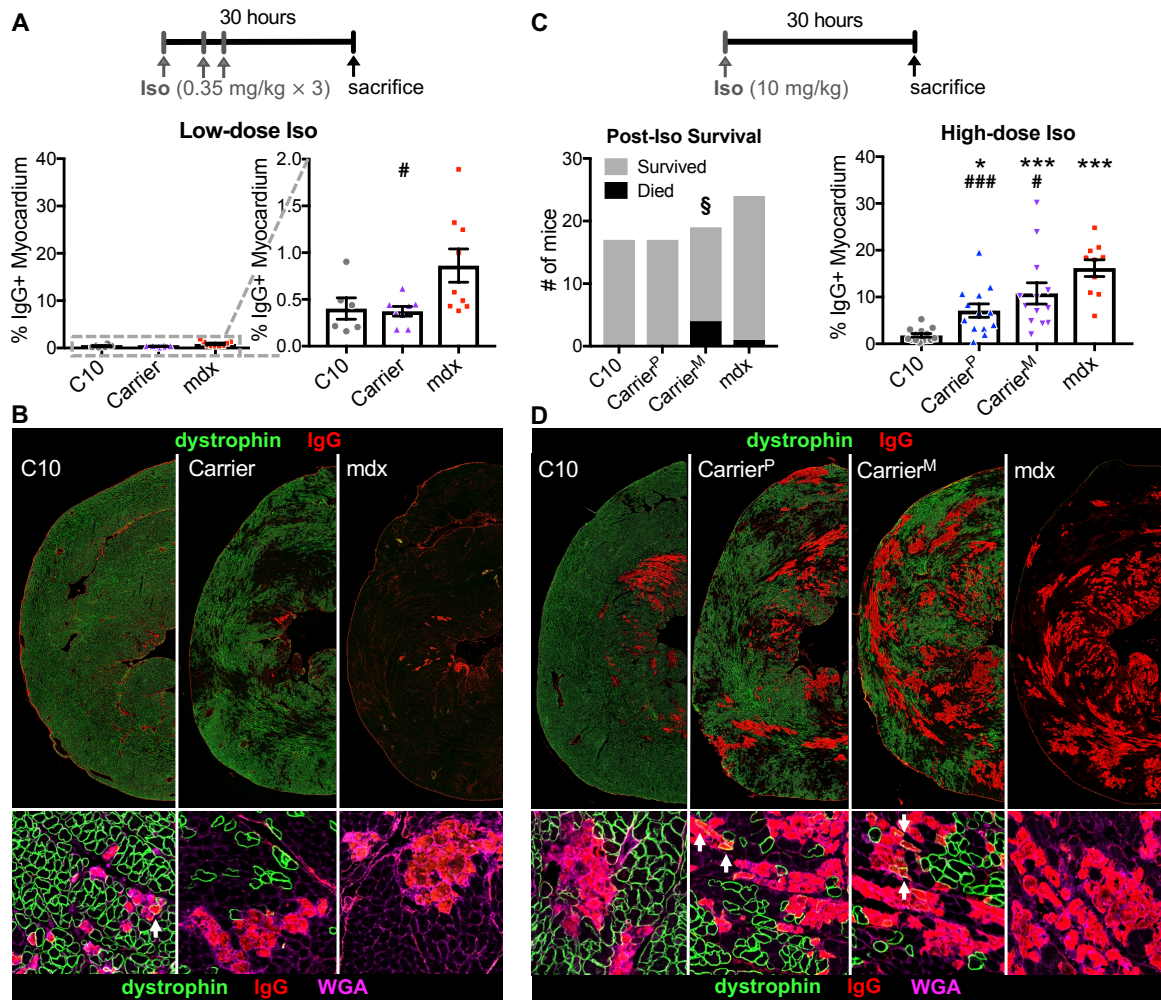 A
30 hours
Iso (0.35 mg/kg × 3)
sacrifice
Low-dose Iso
% IgG+ Myocardium
40
30
20
10
0
C10
Carrier
mdx
% IgG+ Myocardium
2.0
1.5
1.0
0.5
0.0
#
C10
Carrier
mdx
B
dystrophin IgG
C10
Carrier
mdx
dystrophin IgG WGA
C
30 hours
Iso (10 mg/kg)
sacrifice
Post-Iso Survival
# of mice
30
20
10
0
Survived
Died
§
C10
CarrierP
CarrierM
mdx
High-dose Iso
% IgG+ Myocardium
40
30
20
10
0
* *** ***
### #
C10
CarrierP
CarrierM
mdx
D
dystrophin IgG
C10
CarrierP
CarrierM
mdx
dystrophin IgG WGA